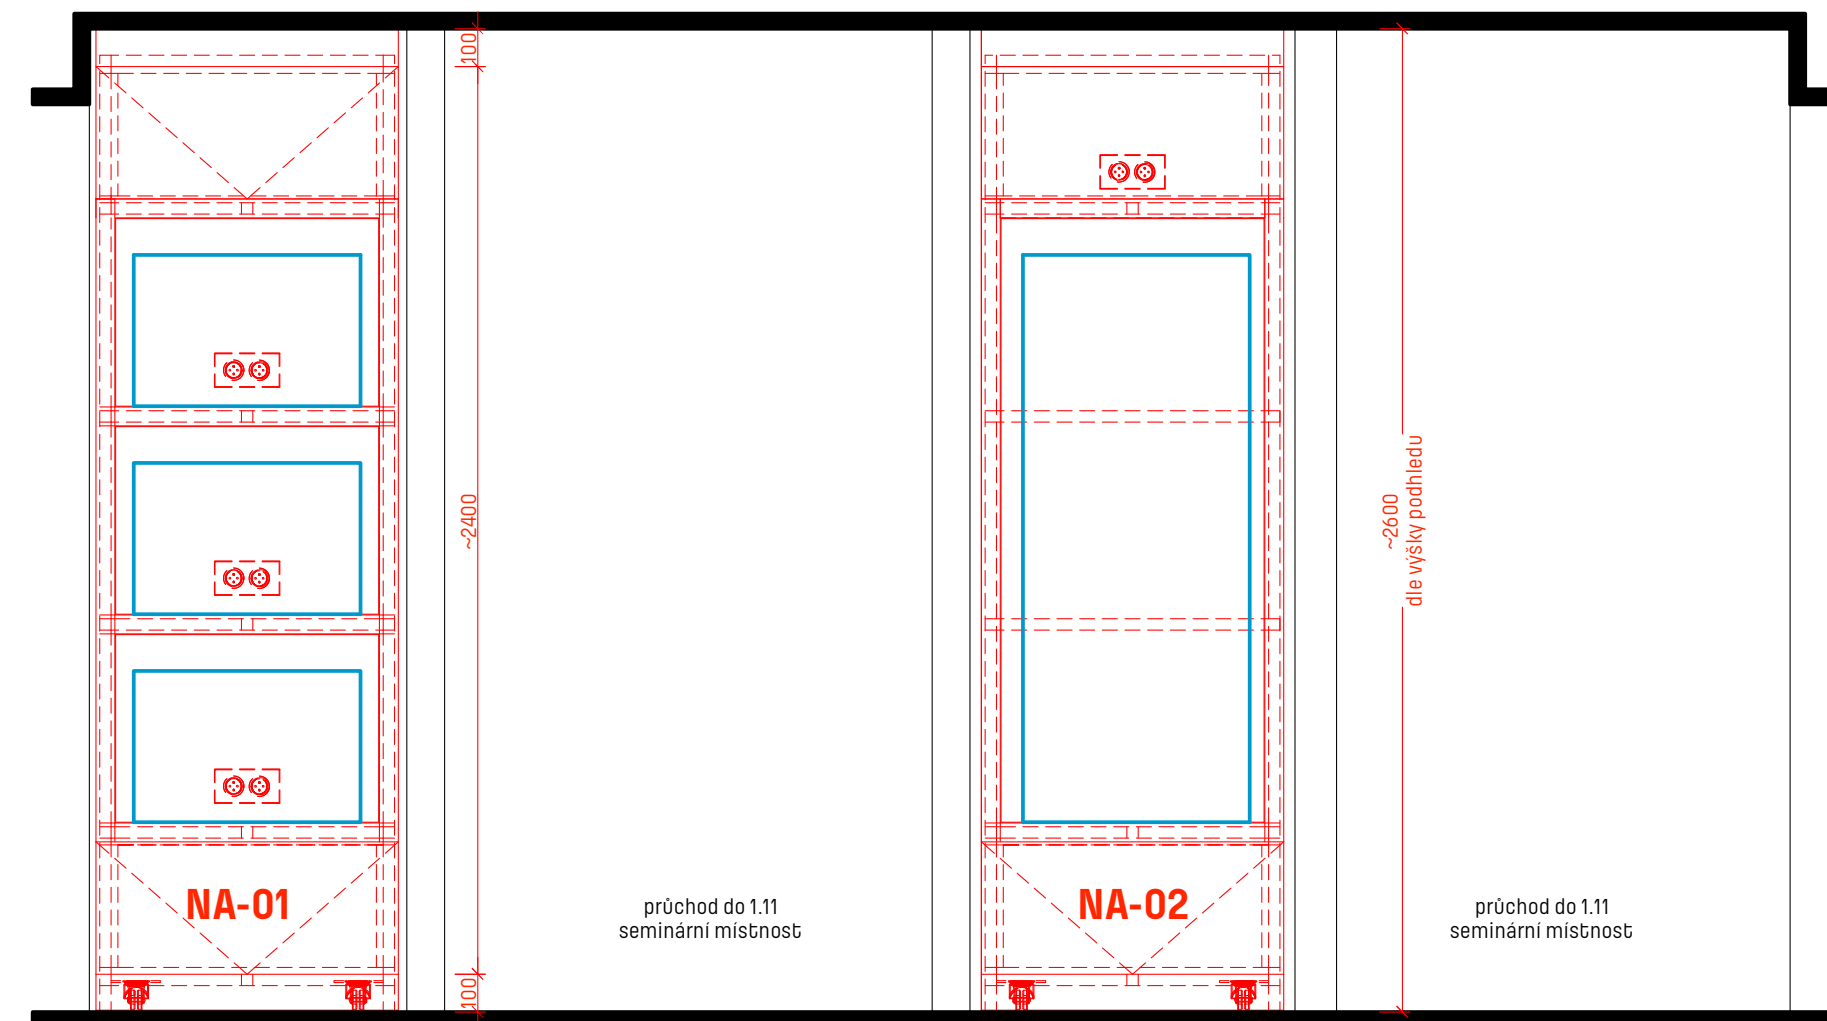 100
~2400
100
~2600
dle výšky podhledu
NA-01
NA-02
průchod do 1.11
seminární místnost
průchod do 1.11
seminární místnost